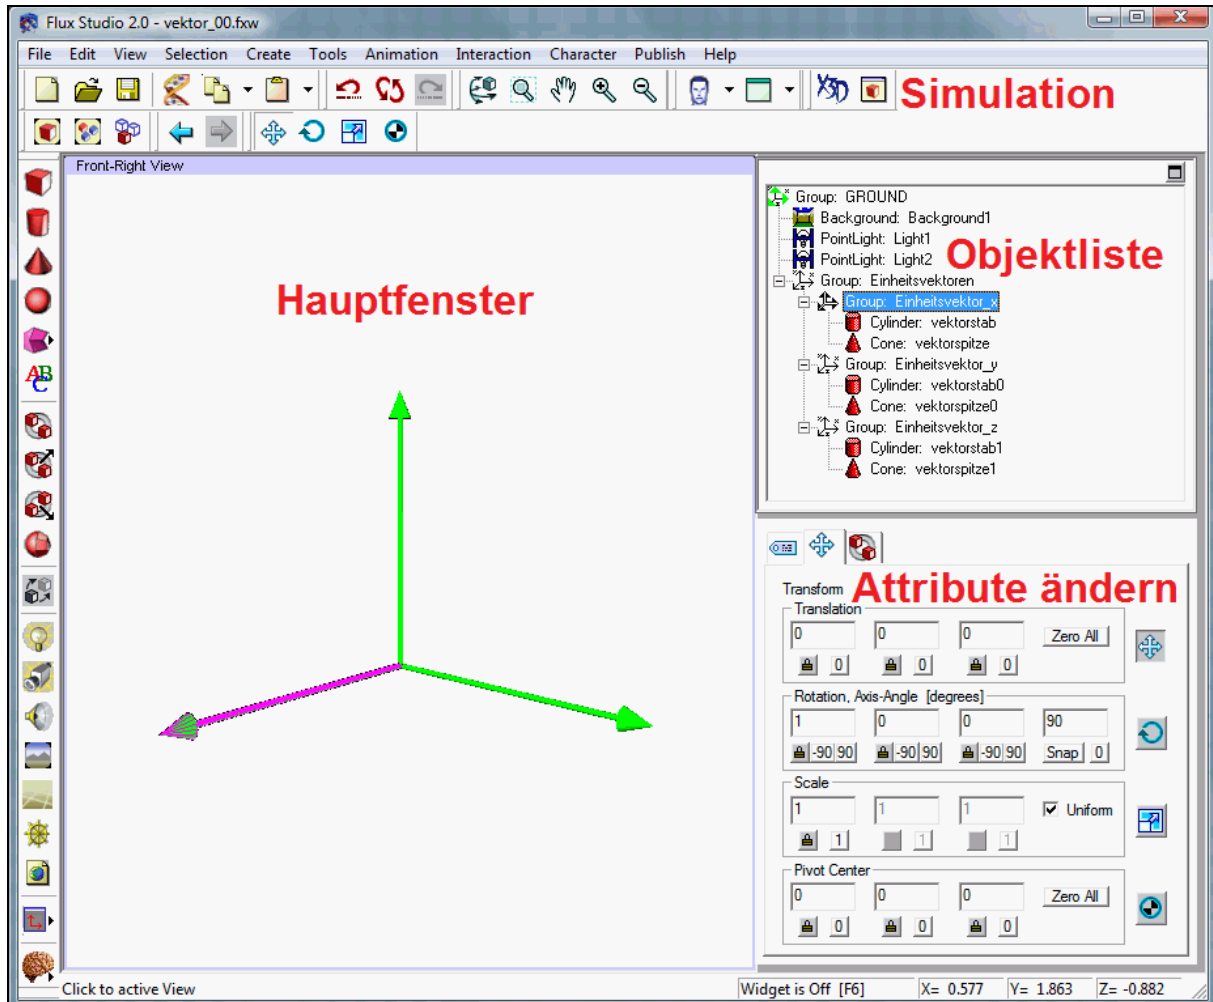 Flux Studio 2.0 - vektor_00.fxw
File Edit View Selection Create Tools Animation Interaction Character Publish Help
X3D
Simulation
Front-Right View
ABC
Group: GROUND
Background: Background1
PointLight: Light1
PointLight: Light2
Objektliste
Group: Einheitsvektoren
Hauptfenster
Group: Einheitsvektor_x
Cylinder: vektorstab
Cone: vektorspitze
Group: Einheitsvektor_y
Cylinder: vektorstab0
Cone: vektorspitze0
Group: Einheitsvektor_z
Cylinder: vektorstab1
Cone: vektorspitze1
Transform
Attribute ändern
Translation
0 0 0 Zero All
0 0 0
Rotation, Axis-Angle [degrees]
1 0 0 90
-90 90 -90 90 -90 90 Snap 0
Scale
1 1 1 Uniform
1 1 1
Pivot Center
0 0 0 Zero All
0 0 0
Click to active View
Widget is Off [F6] X= 0.577 Y= 1.863 Z= -0.882